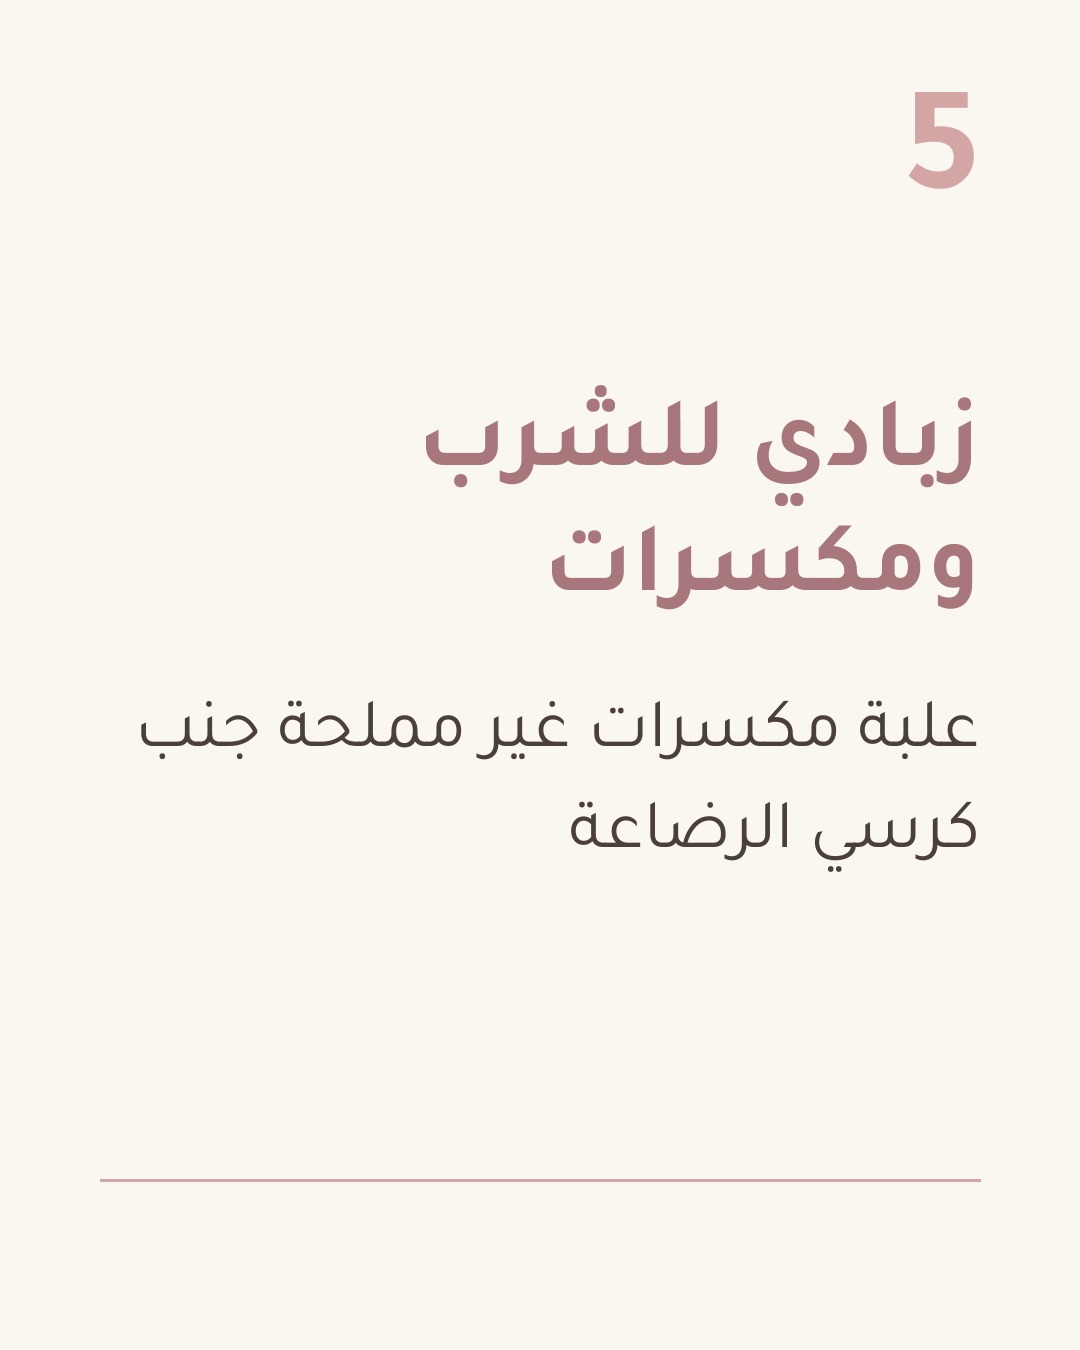 5
زبادي للشرب
ومكسرات
علبة مكسرات غير مملحة جنب
كرسي الرضاعة